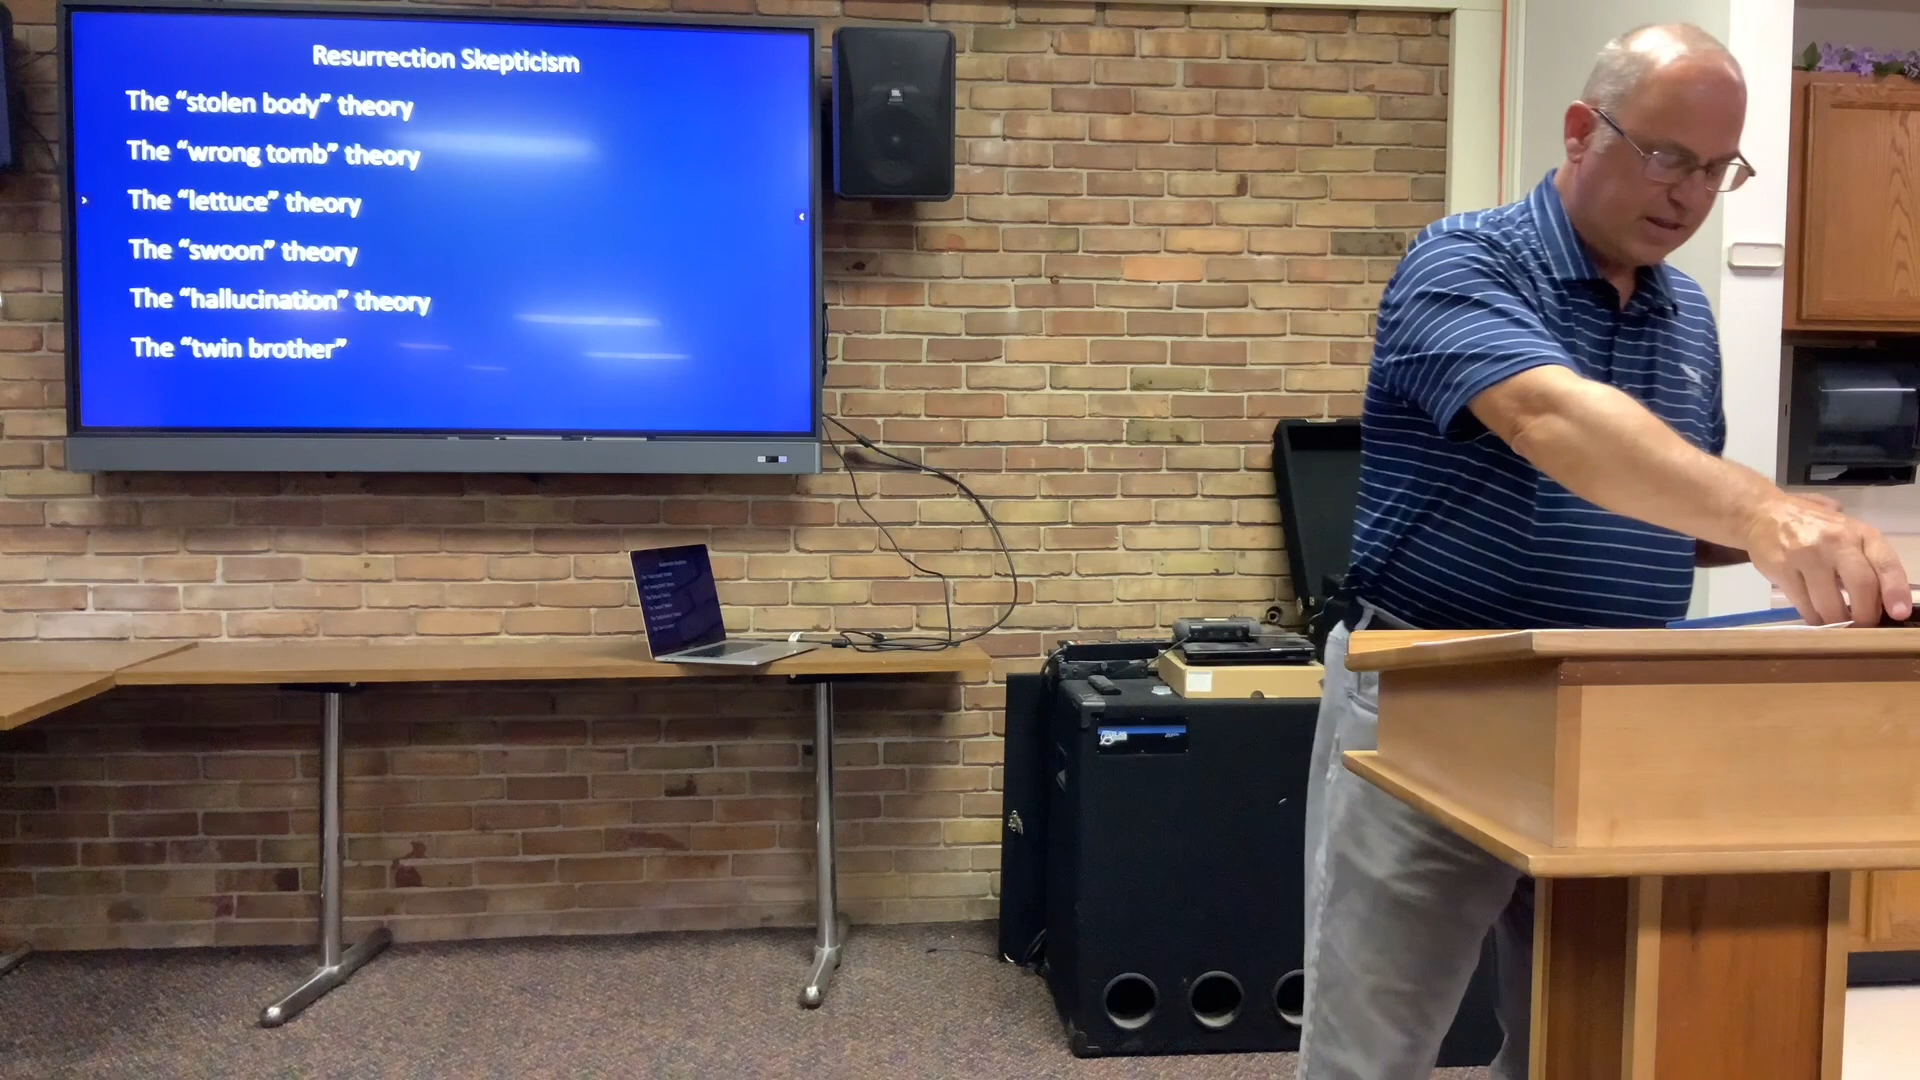 Resurrection Skepticism
The “stolen body” theory
The “wrong tomb” theory
The “lettuce” theory
The “swoon” theory
The “hallucination” theory
The “twin brother”